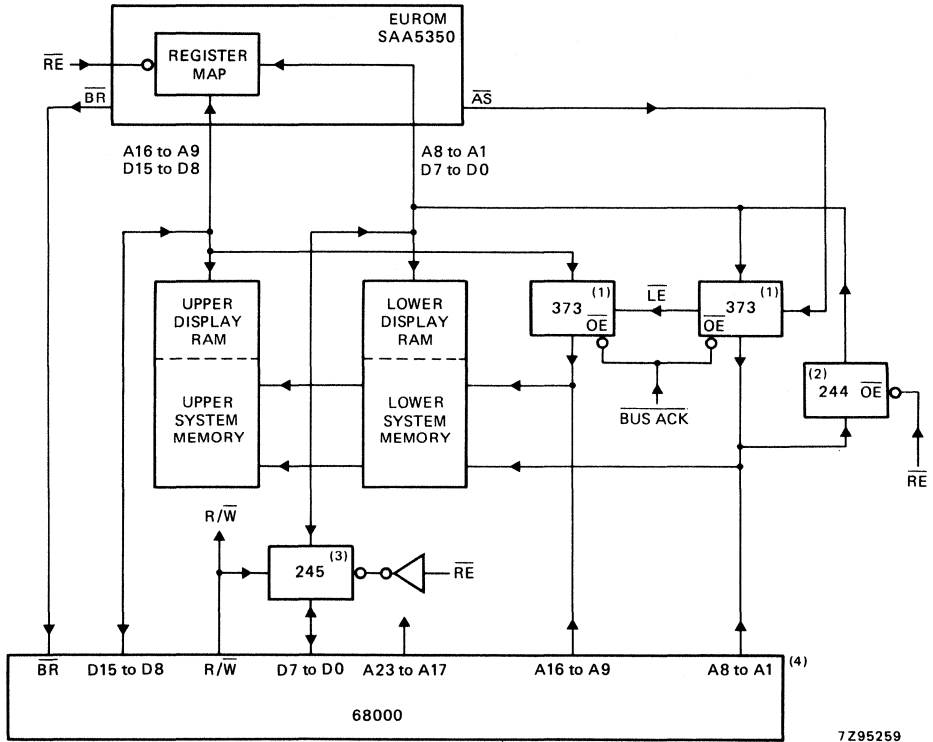 EUROM
SAA5350
REGISTER
MAP
RE
BR
AS
A16 to A9
D15 to D8
A8 to A1
D7 to D0
UPPER
DISPLAY
RAM
UPPER
SYSTEM
MEMORY
LOWER
DISPLAY
RAM
LOWER
SYSTEM
MEMORY
373
(1)
OE
LE
373
(1)
OE
BUS ACK
(2)
244
OE
RE
R/W
245
(3)
RE
BR
D15 to D8
R/W
D7 to D0
A23 to A17
A16 to A9
A8 to A1
(4)
68000
7Z95259